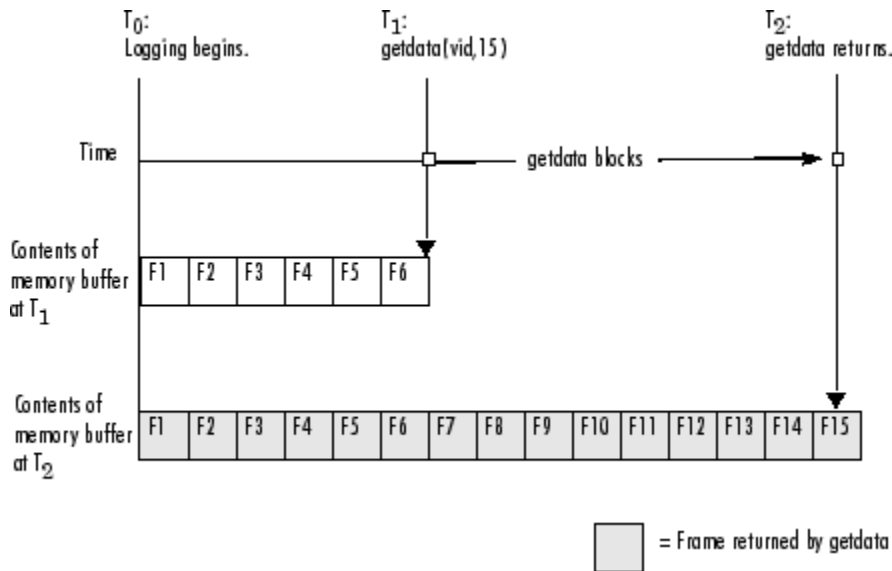 T0:
Logging begins.
T1:
getdata(vid,15)
T2:
getdata returns.
Time
getdata blocks
Contents of
memory buffer
at T1
F1 F2 F3 F4 F5 F6
Contents of
memory buffer
at T2
F1 F2 F3 F4 F5 F6 F7 F8 F9 F10 F11 F12 F13 F14 F15
= Frame returned by getdata